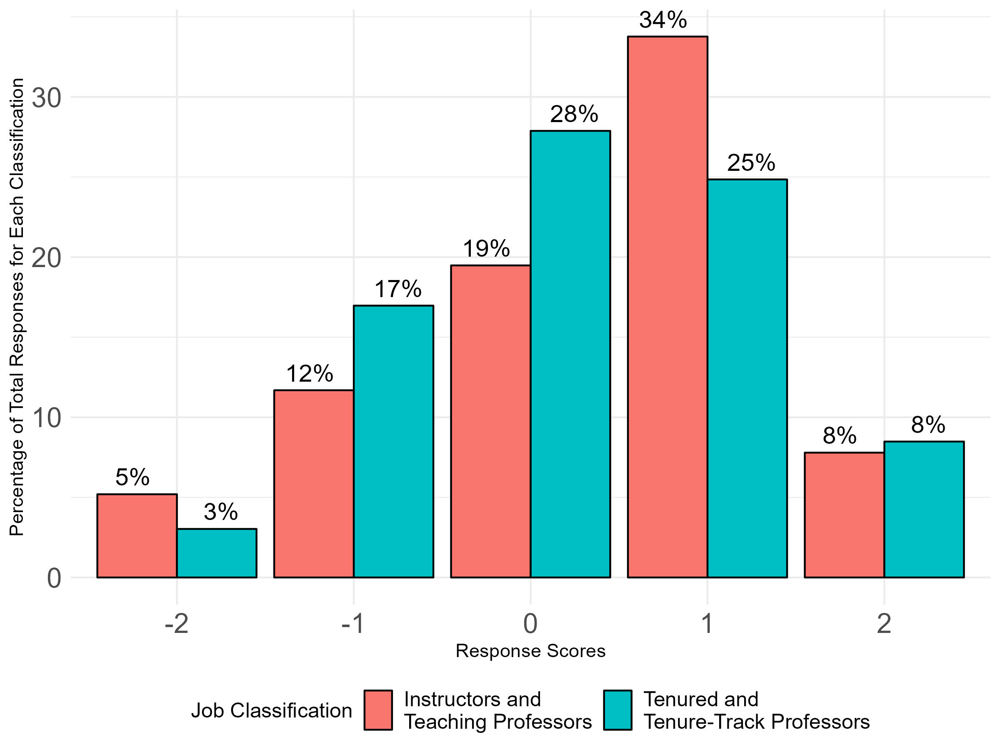 Percentage of Total Responses for Each Classification
30
20
10
0
5%
3%
12%
17%
19%
28%
34%
25%
8%
8%
-2
-1
0
1
2
Response Scores
Job Classification
Instructors and
Teaching Professors
Tenured and
Tenure-Track Professors